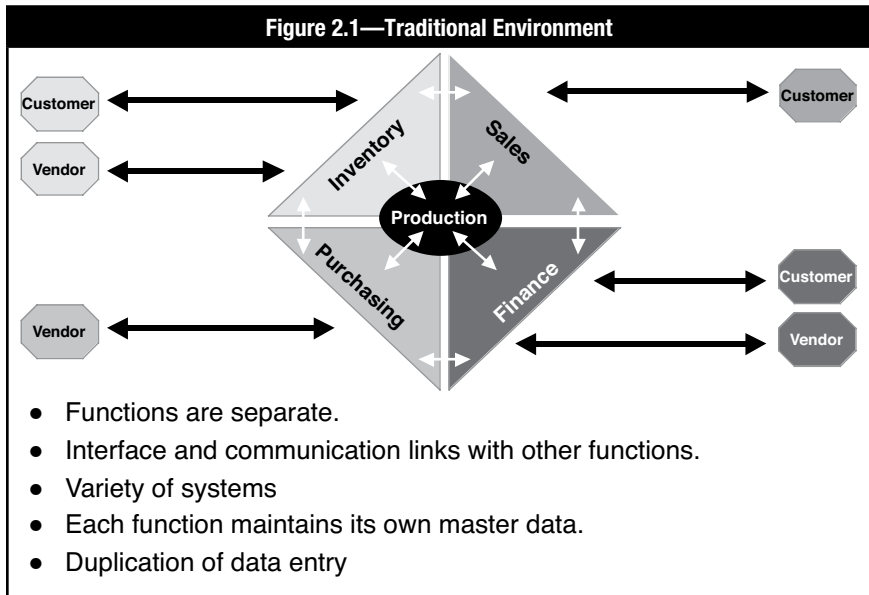 Figure 2.1—Traditional Environment
Customer
Customer
Inventory
Sales
Vendor
Production
Purchasing
Finance
Customer
Vendor
Vendor
● Functions are separate.
● Interface and communication links with other functions.
● Variety of systems
● Each function maintains its own master data.
● Duplication of data entry